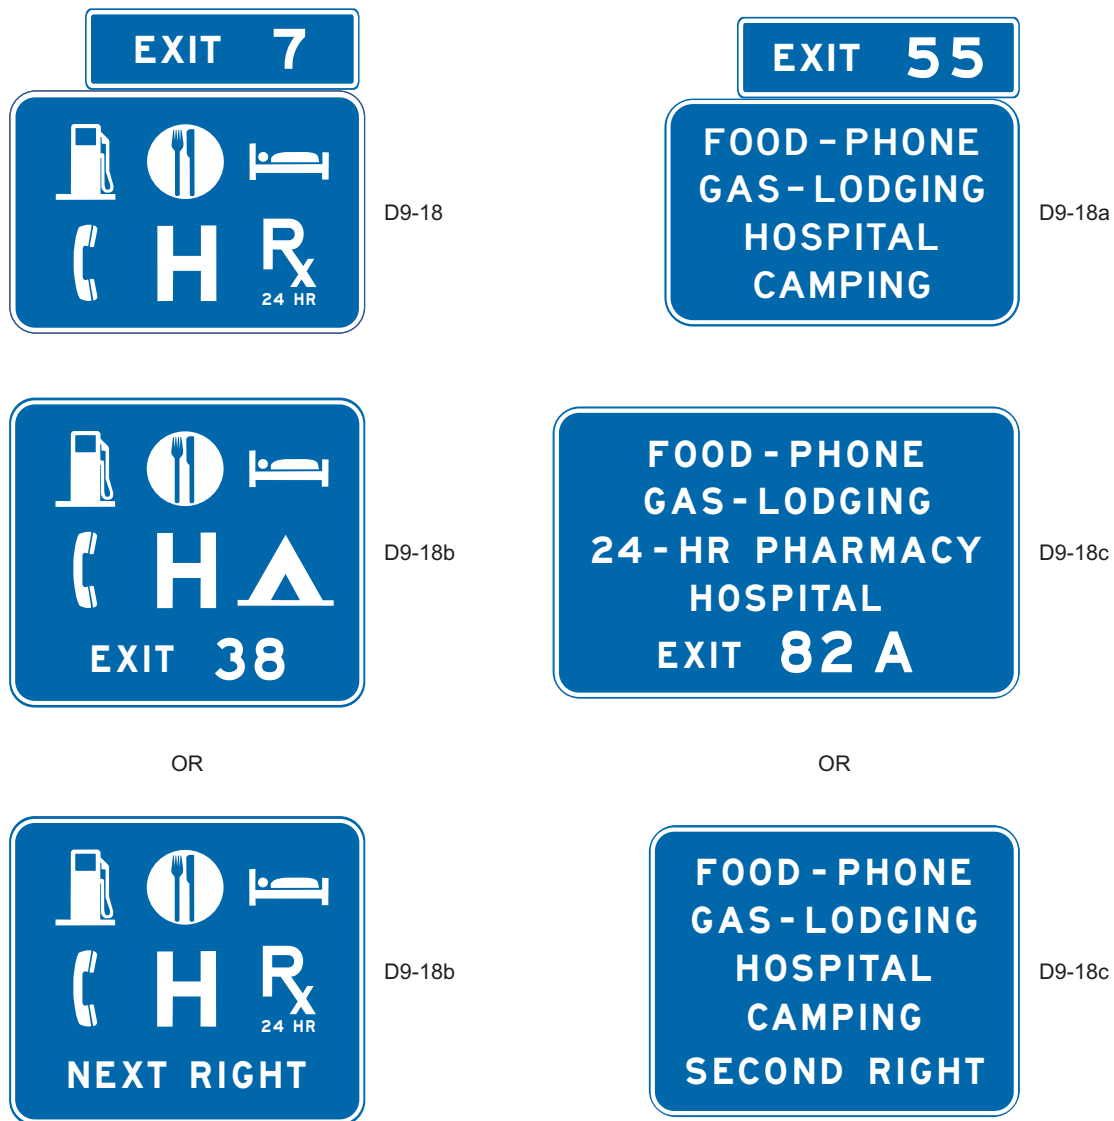 EXIT 7
H Rx
24 HR
D9-18
EXIT 55
FOOD - PHONE
GAS - LODGING
HOSPITAL
CAMPING
D9-18a
H
EXIT 38
D9-18b
FOOD - PHONE
GAS - LODGING
24 - HR PHARMACY
HOSPITAL
EXIT 82 A
D9-18c
OR
OR
H Rx
24 HR
NEXT RIGHT
D9-18b
FOOD - PHONE
GAS - LODGING
HOSPITAL
CAMPING
SECOND RIGHT
D9-18c